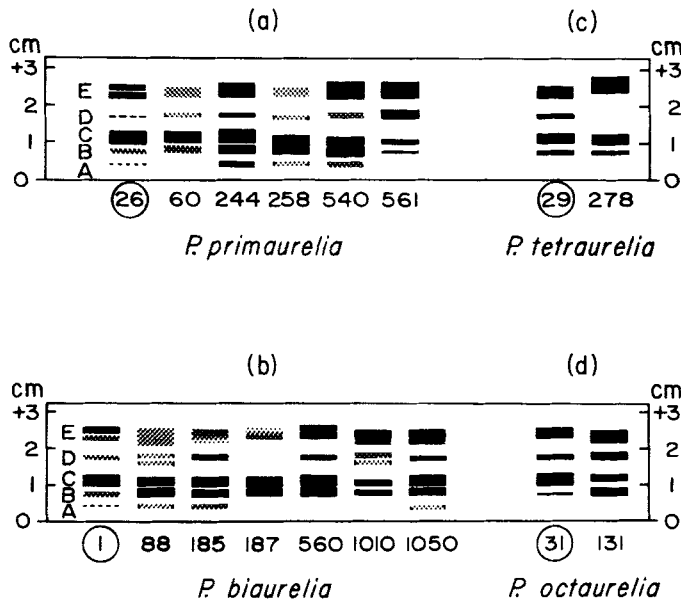 (a) (c)
cm cm
+3 E +3
2 D 2
1 C B 1
0 A 0
26 60 244 258 540 561 29 278
P. primaurelia P. tetraurelia
(b) (d)
cm cm
+3 E +3
2 D 2
1 C B 1
0 A 0
1 88 185 187 560 1010 1050 31 131
P. biaurelia P. octaurelia